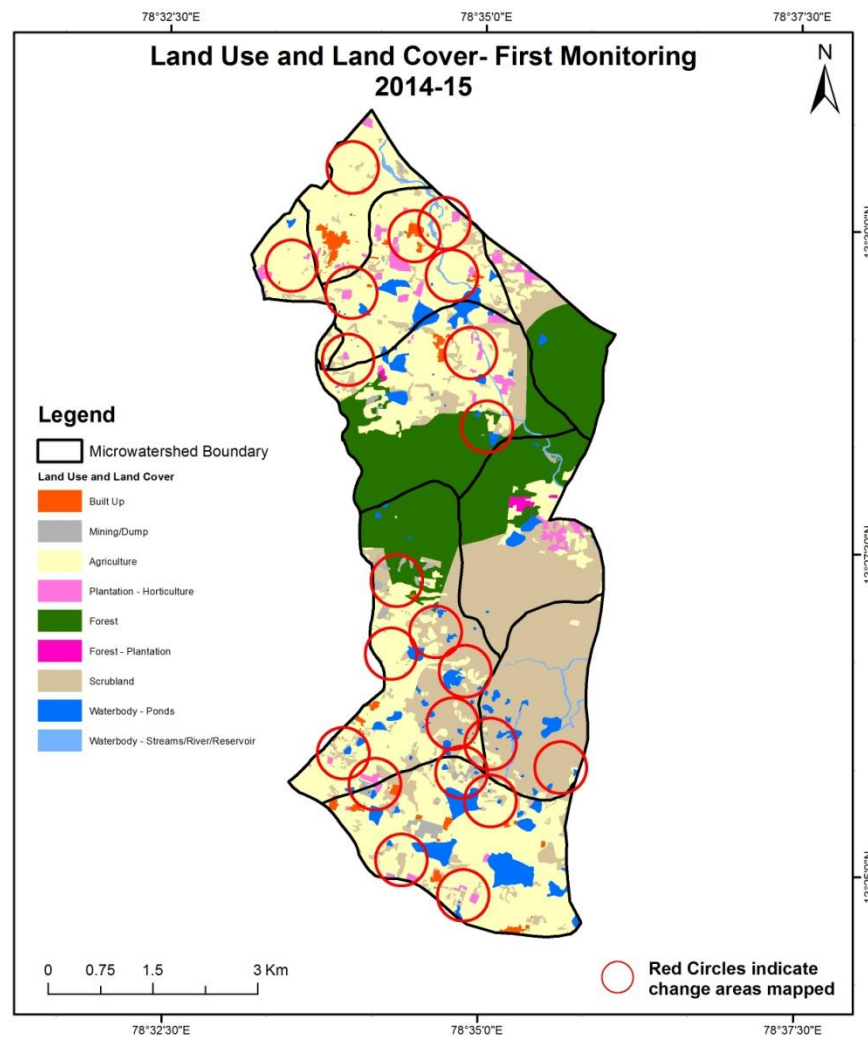 78°32'30"E 78°35'0"E 78°37'30"E
Land Use and Land Cover- First Monitoring
2014-15
N
Legend
Microwatershed Boundary
Land Use and Land Cover
Built Up
Mining/Dump
Agriculture
Plantation - Horticulture
Forest
Forest - Plantation
Scrubland
Waterbody - Ponds
Waterbody - Streams/River/Reservoir
0 0.75 1.5 3 Km
Red Circles indicate
change areas mapped
78°32'30"E 78°35'0"E 78°37'30"E